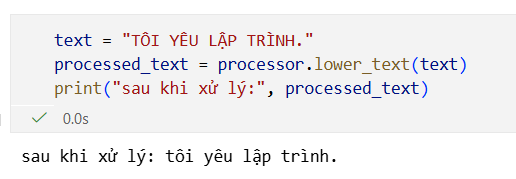 text = "TÔI YÊU LẬP TRÌNH."
processed_text = processor.lower_text(text)
print("sau khi xử lý:", processed_text)
0.0s
sau khi xử lý: tôi yêu lập trình.